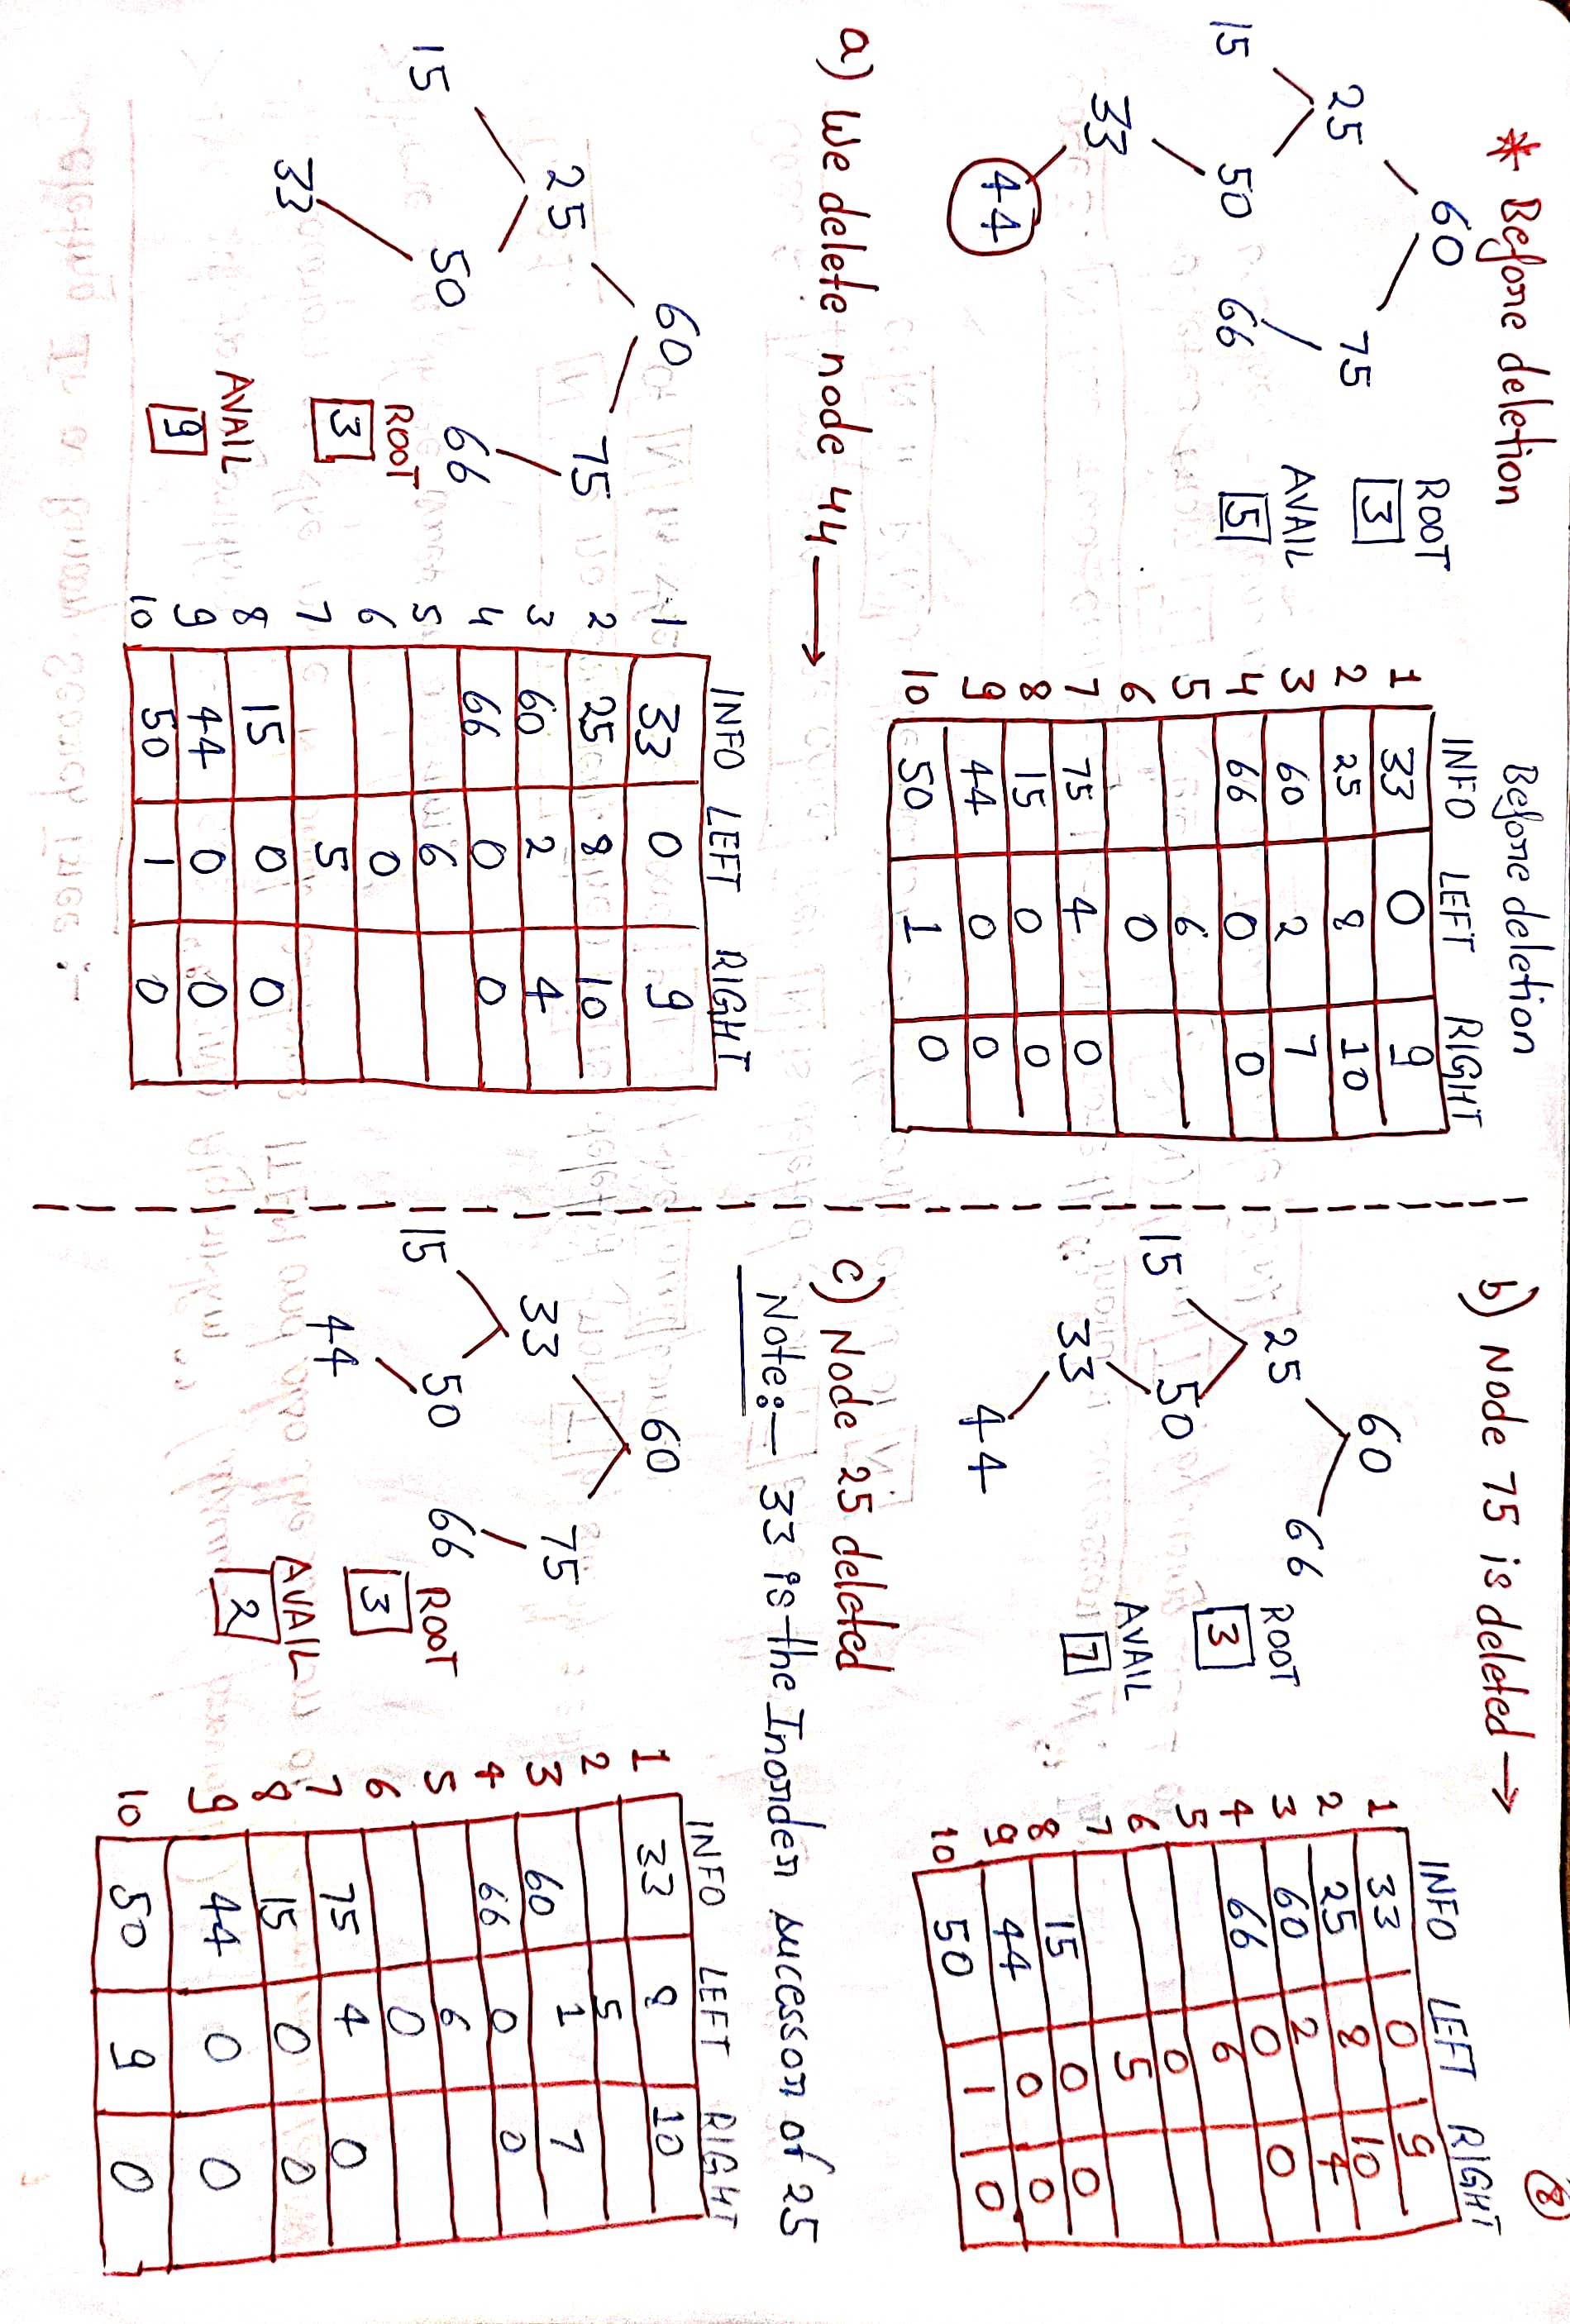 * Before deletion
60
25 75
15 50 66
33
44
ROOT
3
AVAIL
5
Before deletion
INFO LEFT RIGHT
1 33 0 9
2 25 8 10
3 60 2 7
4 66 0 0
5 6
6 0
7 75 4 0
8 15 0 0
9 44 0 0
10 50 1 0
a) We delete node 44 →
60
25 75
15 50 66
33
ROOT
3
AVAIL
9
INFO LEFT RIGHT
1 33 0 9
2 25 8 10
3 60 2 4
4 66 0 0
5 6
6 0
7 5
8 15 0 0
9 44 0 0
10 50 1 0
8
b) Node 75 is deleted →
60
25 66
15 50
33
44
ROOT
3
AVAIL
7
INFO LEFT RIGHT
1 33 0 9
2 25 8 10
3 60 2 4
4 66 0 0
5 6
6 0
7 5
8 15 0 0
9 44 0 0
10 50 1 0
c) Node 25 deleted
Note:- 33 is the Inorder sucessor of 25
60
33 75
15 50 66
44
ROOT
3
AVAIL
2
INFO LEFT RIGHT
1 33 8 10
2 5
3 60 1 7
4 66 0 0
5 6
6 0
7 75 4 0
8 15 0 0
9 44 0 0
10 50 9 0